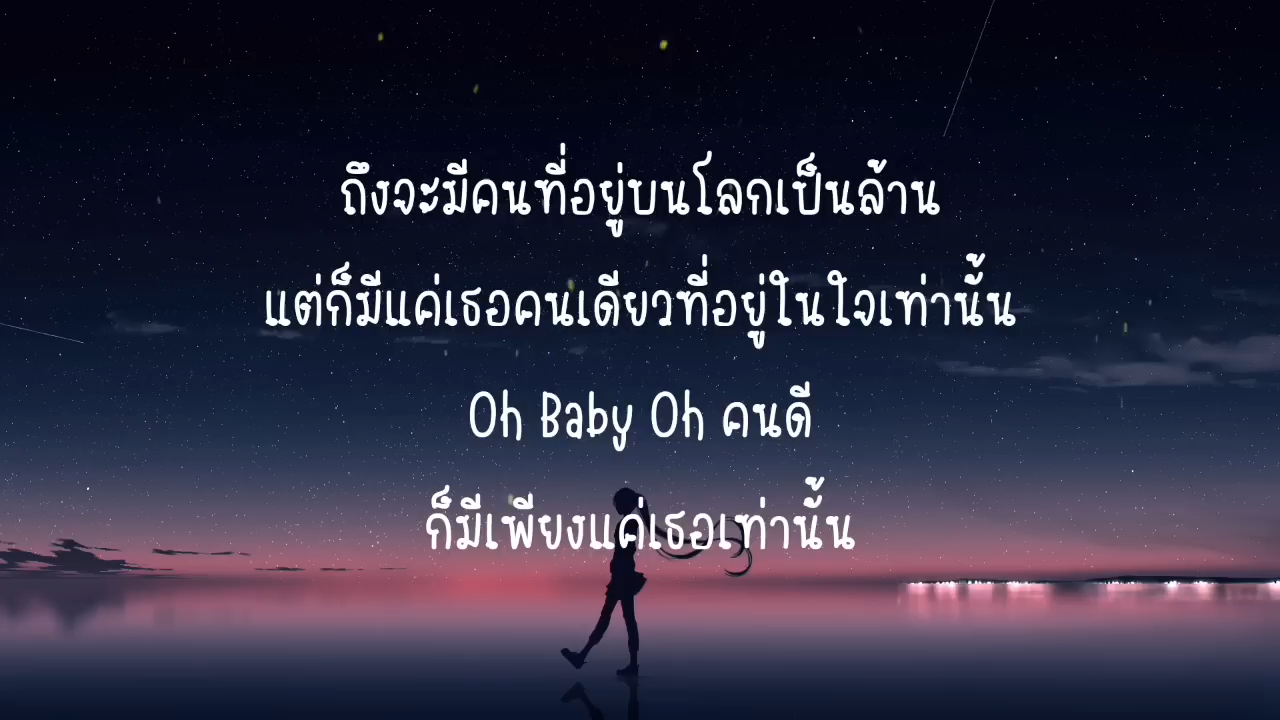 ถึงจะมีคนที่อยู่บนโลกเป็นล้าน
แต่ก็มีแค่เธอคนเดียวที่อยู่ในใจเท่านั้น
Oh Baby Oh คนดี
ก็มีเพียงแค่เธอเท่านั้น